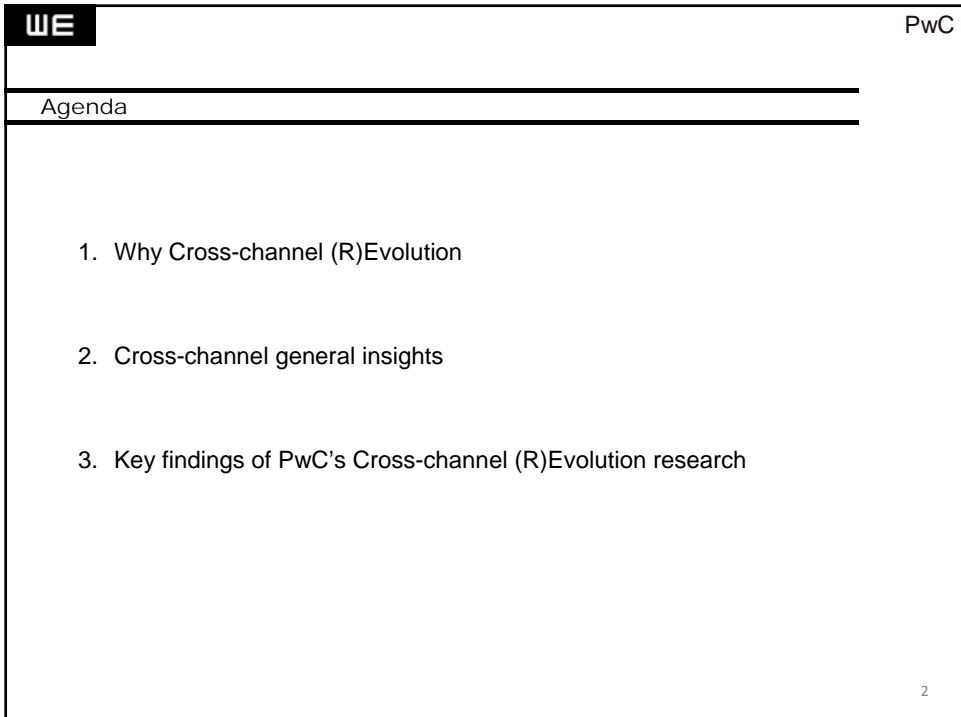 WE
PwC
Agenda
1. Why Cross-channel (R)Evolution
2. Cross-channel general insights
3. Key findings of PwC’s Cross-channel (R)Evolution research
2